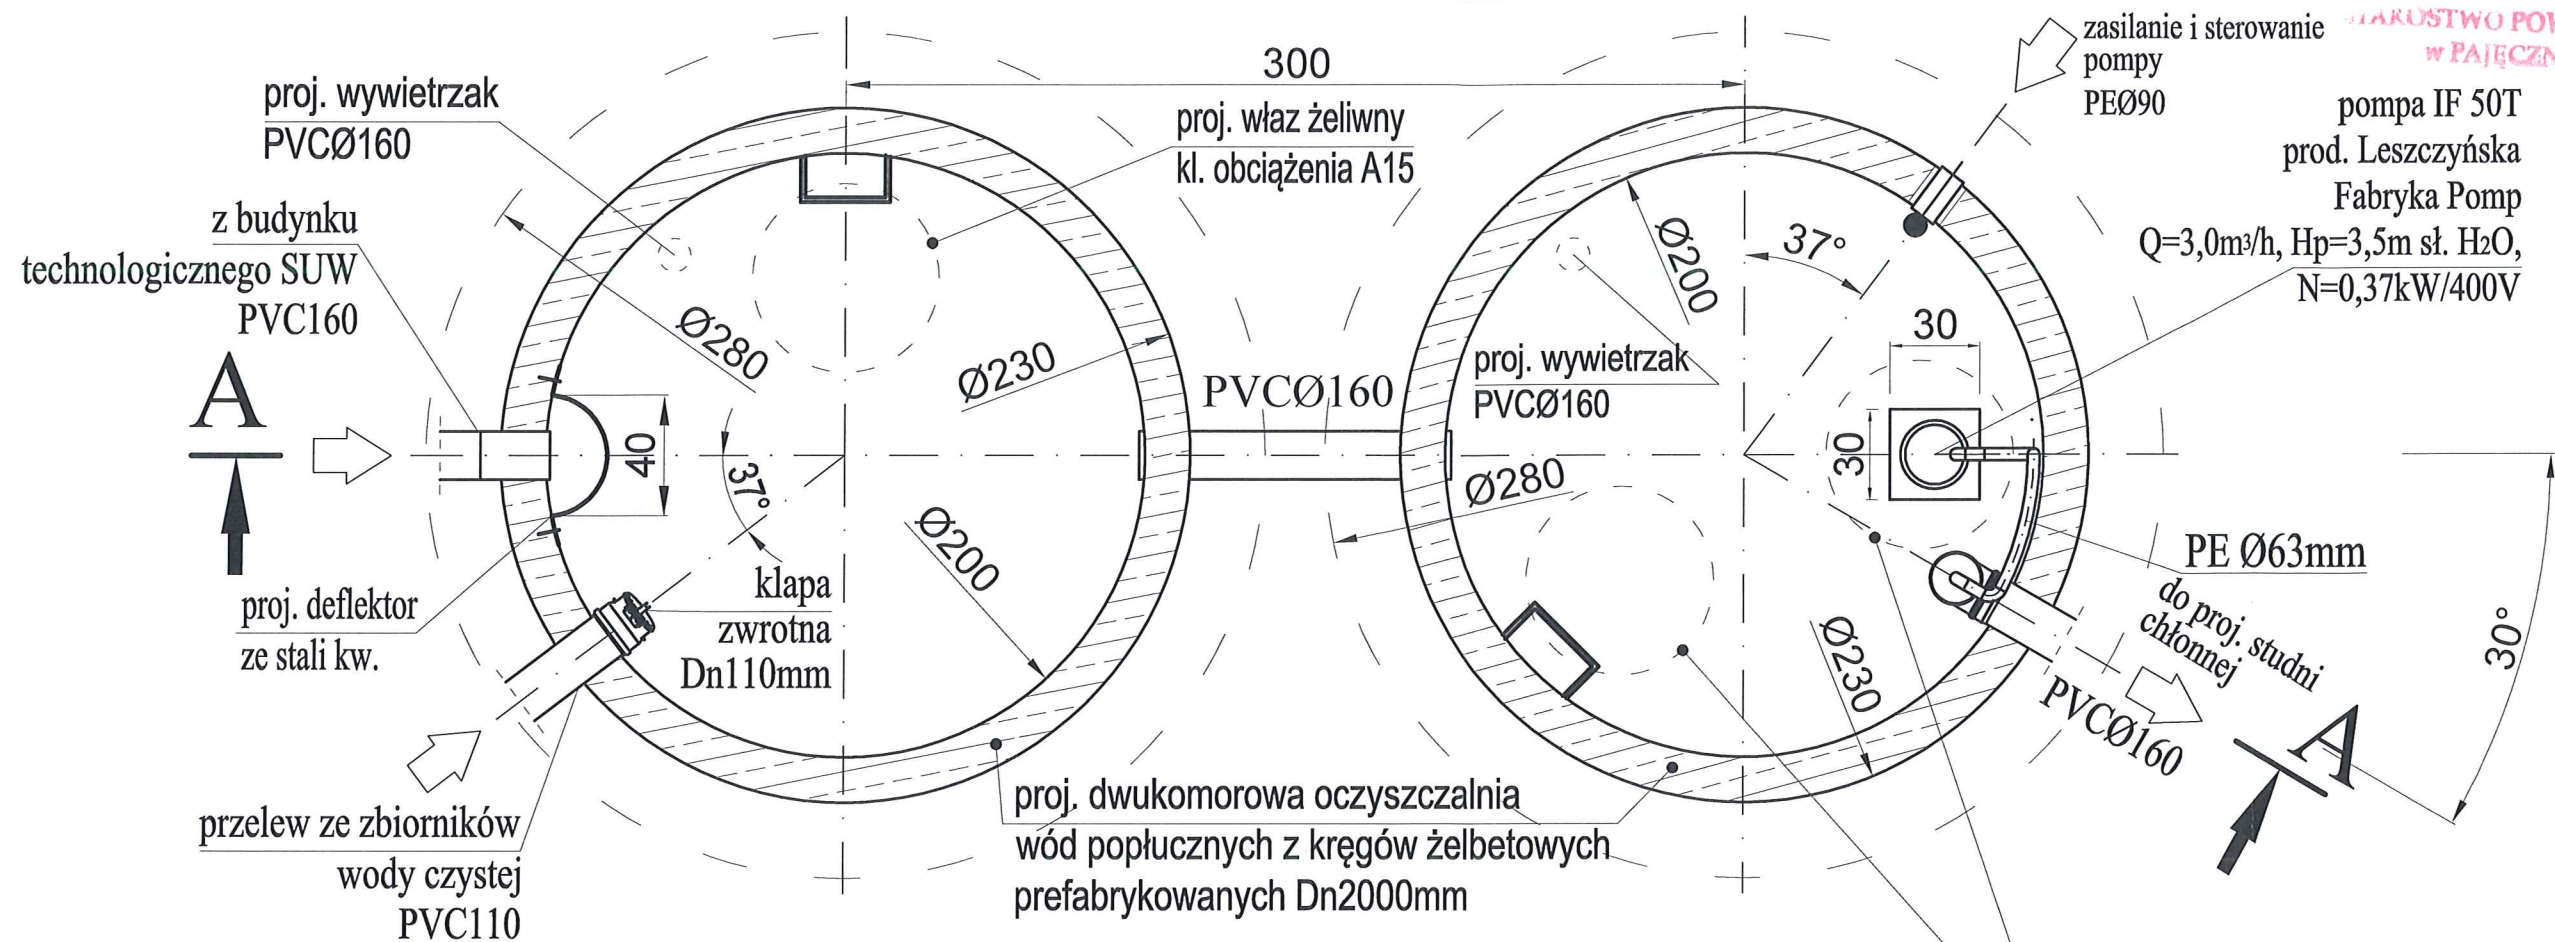 zasilanie i sterowanie
pompy
PEØ90
w PAJĘCZN
300
proj. wywietrzak
PVCØ160
proj. właz żeliwny
kl. obciążenia A15
pompa IF 50T
prod. Leszczyńska
Fabryka Pomp
Q=3,0m³/h, Hp=3,5m sł. H2O,
N=0,37kW/400V
z budynku
technologicznego SUW
PVC160
Ø280
Ø230
Ø200
37°
30
30
proj. wywietrzak
PVCØ160
PVCØ160
A
40
37°
Ø280
Ø200
klapa
zwrotna
Dn110mm
proj. deflektor
ze stali kw.
PE Ø63mm
do proj. studni
chłonnej
PVCØ160
30°
Ø230
A
przelew ze zbiorników
wody czystej
PVC110
proj. dwukomorowa oczyszczalnia
wód popłucznych z kręgów żelbetowych
prefabrykowanych Dn2000mm